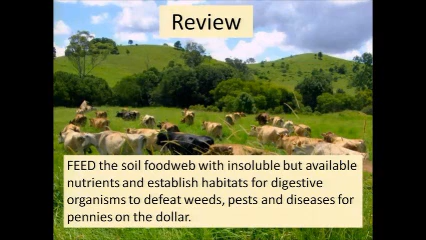 Review
FEED the soil foodweb with insoluble but available
nutrients and establish habitats for digestive
organisms to defeat weeds, pests and diseases for
pennies on the dollar.